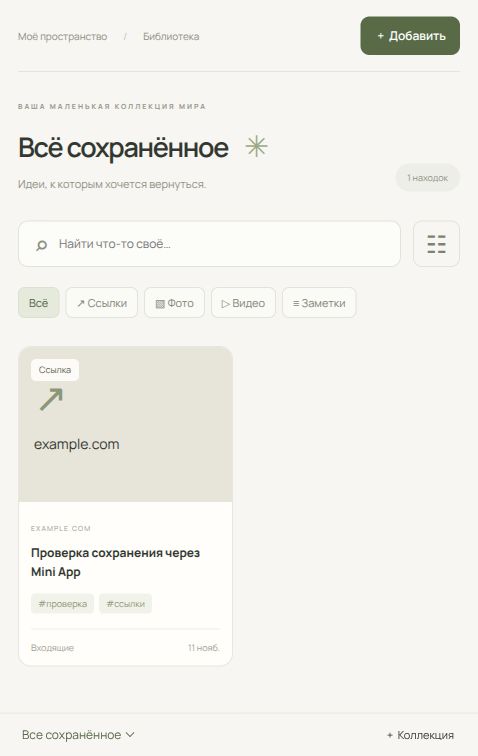 Моё пространство / Библиотека
+ Добавить
ВАША МАЛЕНЬКАЯ КОЛЛЕКЦИЯ МИРА
Всё сохранённое
Идеи, к которым хочется вернуться.
1 находок
Найти что-то своё...
Всё
↗ Ссылки
Фото
▷ Видео
≡ Заметки
Ссылка
↗
example.com
EXAMPLE.COM
Проверка сохранения через
Mini App
#проверка #ссылки
Входящие 11 нояб.
Все сохранённое
+ Коллекция